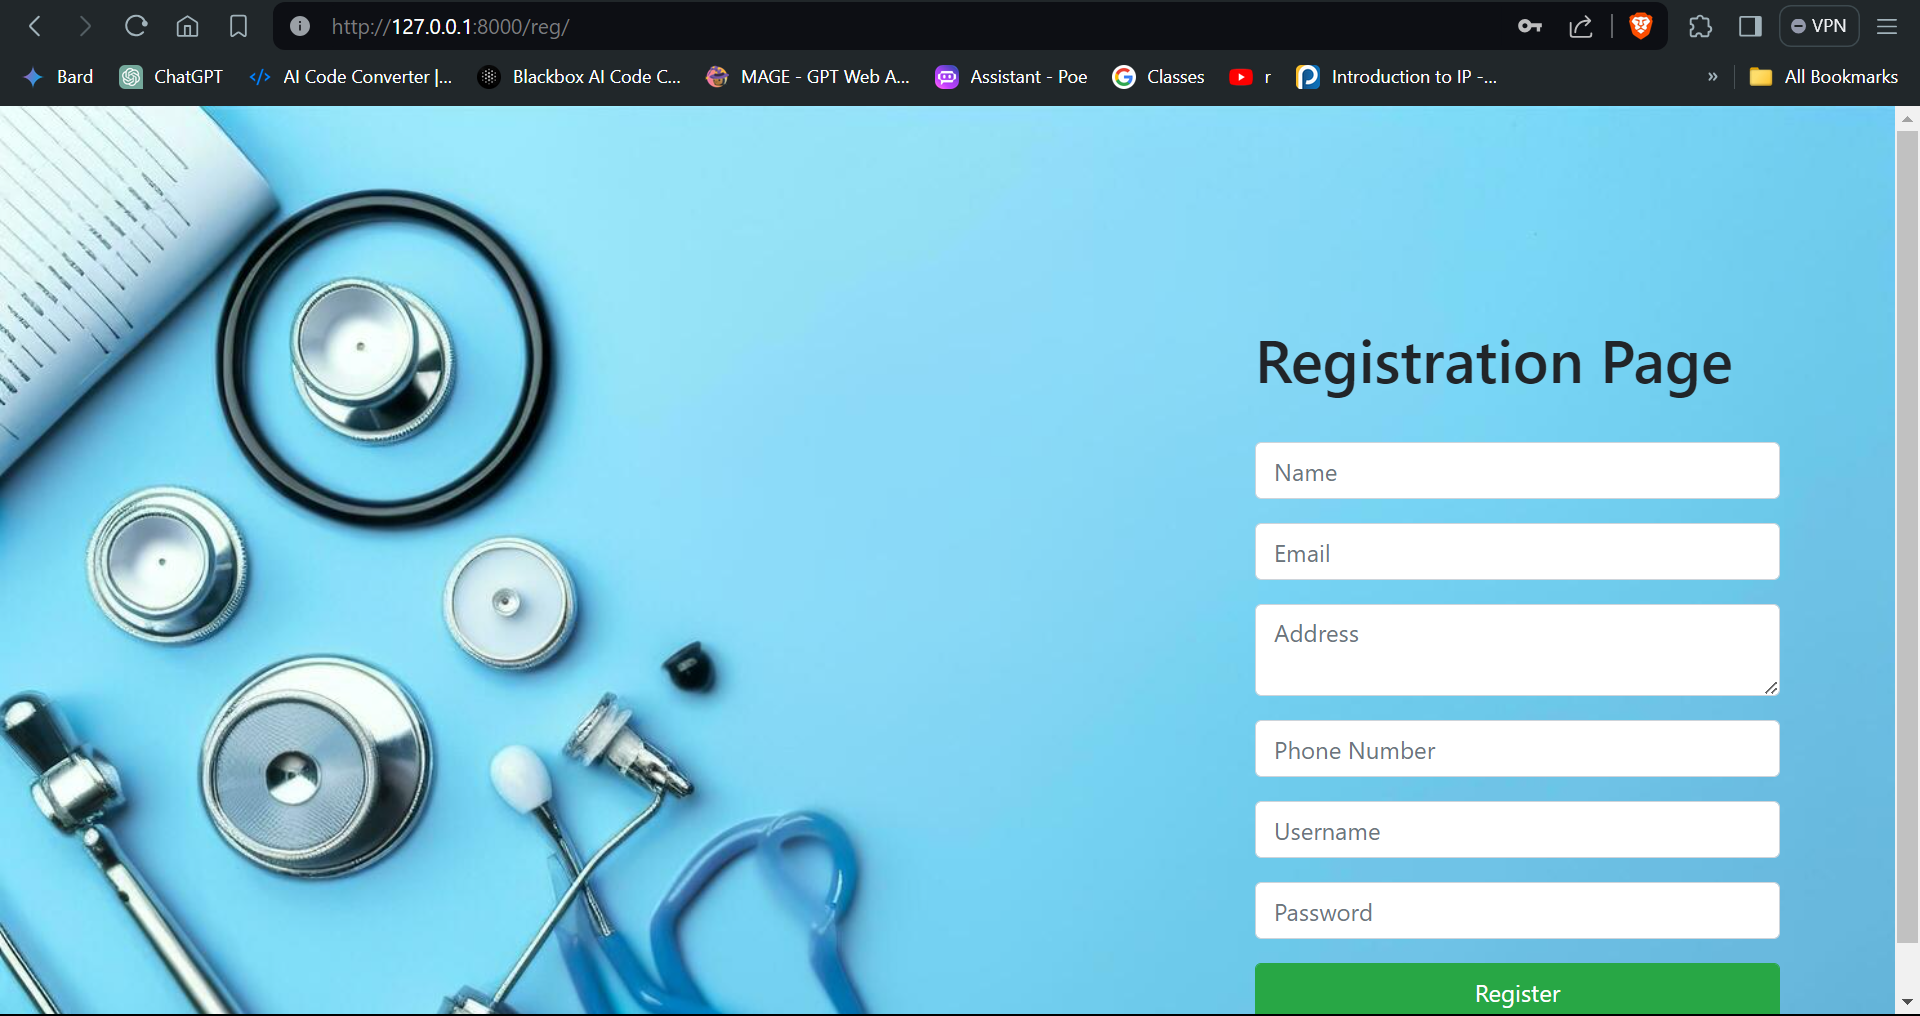 http://127.0.0.1:8000/reg/
VPN
Bard
ChatGPT
AI Code Converter |...
Blackbox AI Code C...
MAGE - GPT Web A...
Assistant - Poe
Classes
r
Introduction to IP -...
»
All Bookmarks
Registration Page
Name
Email
Address
Phone Number
Username
Password
Register